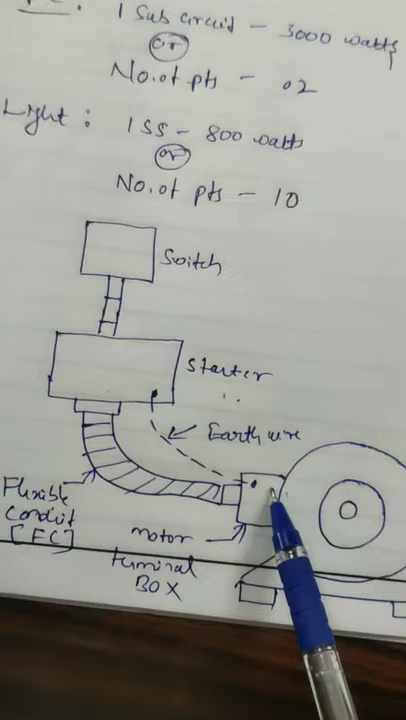 1 Sub circuit - 3000 watts
or
No. of pts - 02
Light : 1 SS - 800 watts
or
No. of pts - 10
Switch
Starter
Earth wire
Flexible
Conduit
[FC]
motor
terminal
BOX